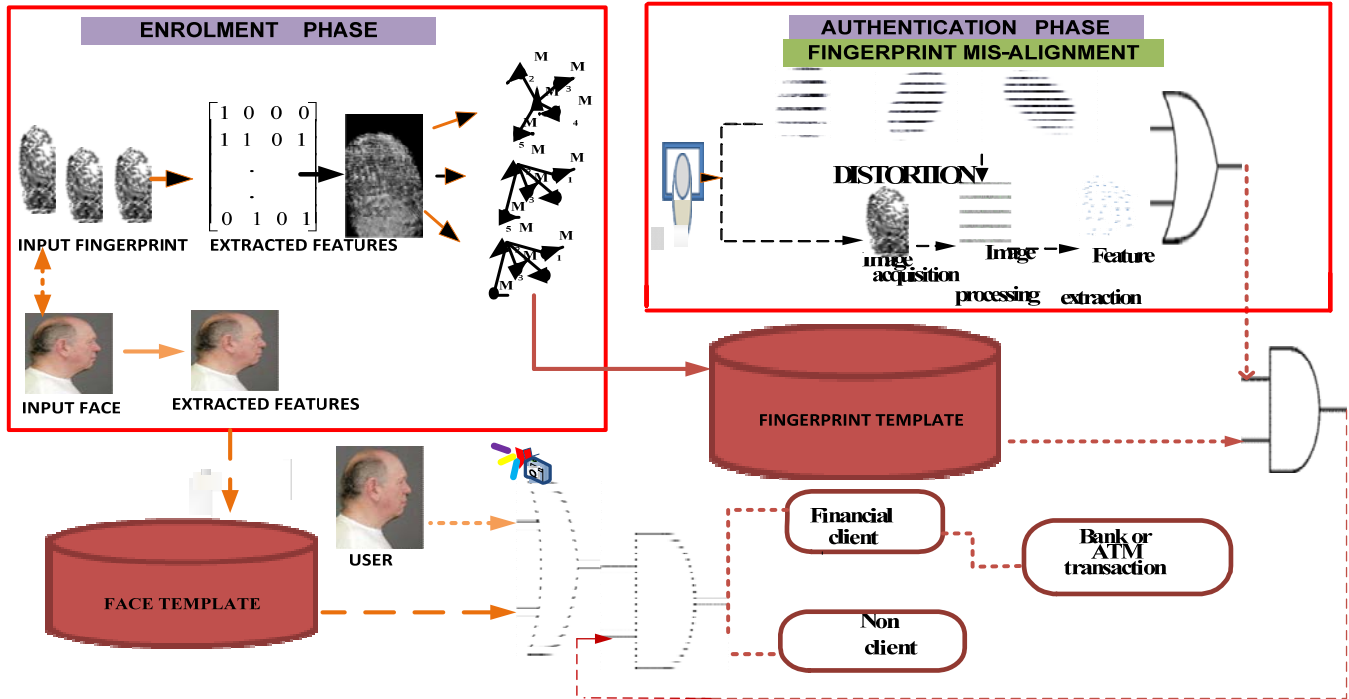 ENROLMENT PHASE
1 0 0 0
1 1 0 1
.
.
0 1 0 1
INPUT FINGERPRINT
EXTRACTED FEATURES
M
2
M
M
3
M
4
M
5
M
M
M
1
3
M
5
M
M
M
1
3
M
INPUT FACE
EXTRACTED FEATURES
AUTHENTICATION PHASE
FINGERPRINT MIS-ALIGNMENT
DISTORTION
Image
acquisition
Image
processing
Feature
extraction
FINGERPRINT TEMPLATE
USER
FACE TEMPLATE
Financial
client
Bank or
ATM
transaction
Non
client